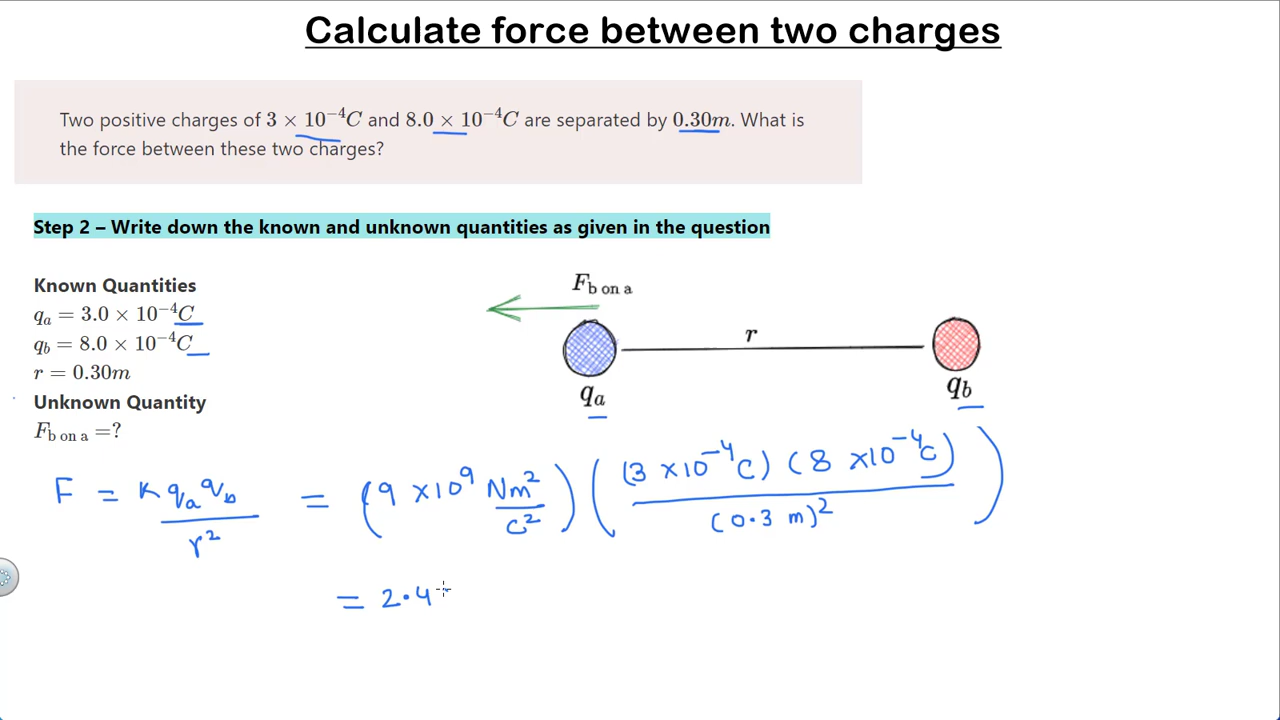 Calculate force between two charges
Two positive charges of 3 × 10⁻⁴C and 8.0 × 10⁻⁴C are separated by 0.30m. What is
the force between these two charges?
Step 2 – Write down the known and unknown quantities as given in the question
Known Quantities
qₐ = 3.0 × 10⁻⁴C
q_b = 8.0 × 10⁻⁴C
r = 0.30m
Unknown Quantity
F_b on a =?
F_b on a
r
qₐ
q_b
F = K qₐ q_b / r² = (9 × 10⁹ Nm²/C²) ((3 × 10⁻⁴ C) (8 × 10⁻⁴ C) / (0.3 m)²)
= 2.4